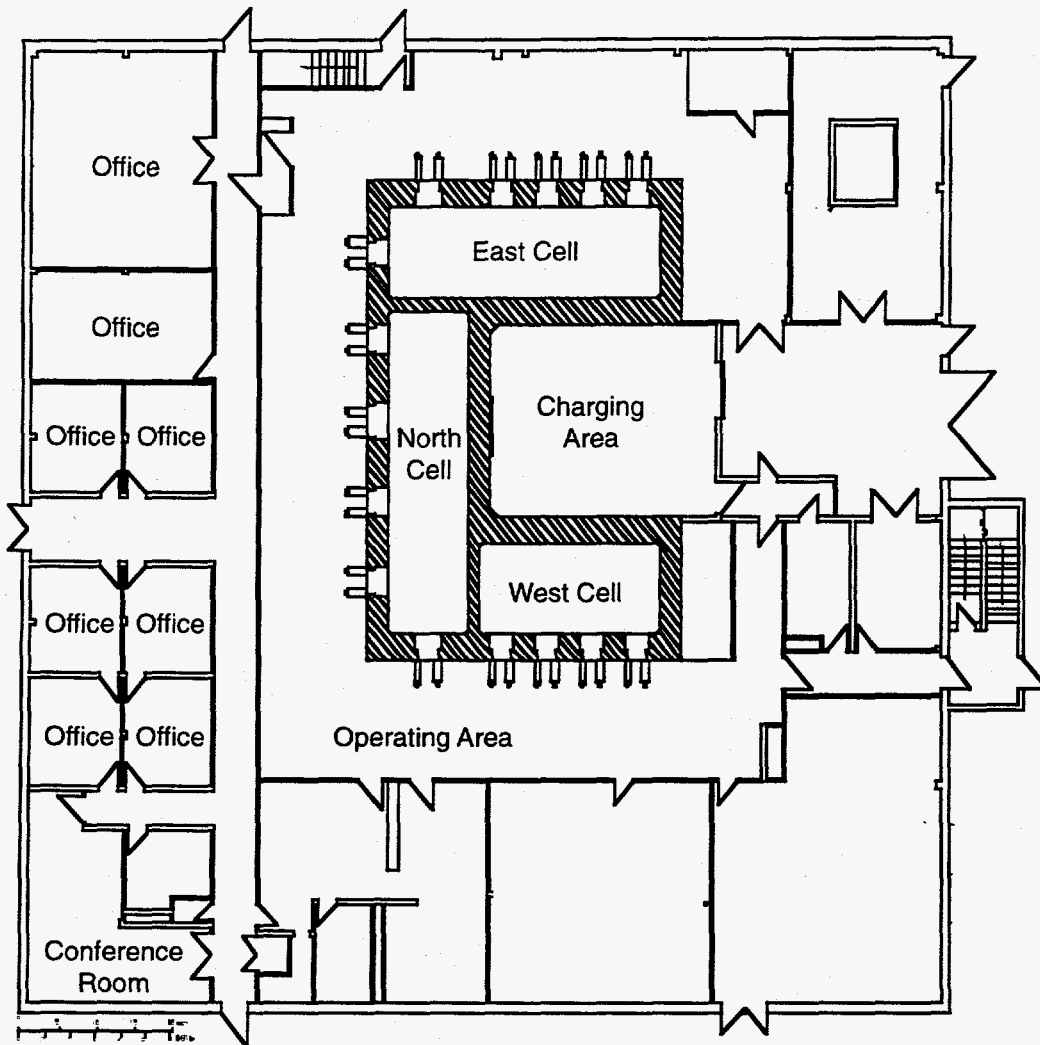 Office
East Cell
Office
Office
Office
North
Cell
Charging
Area
Office
Office
West Cell
Office
Office
Operating Area
Conference
Room